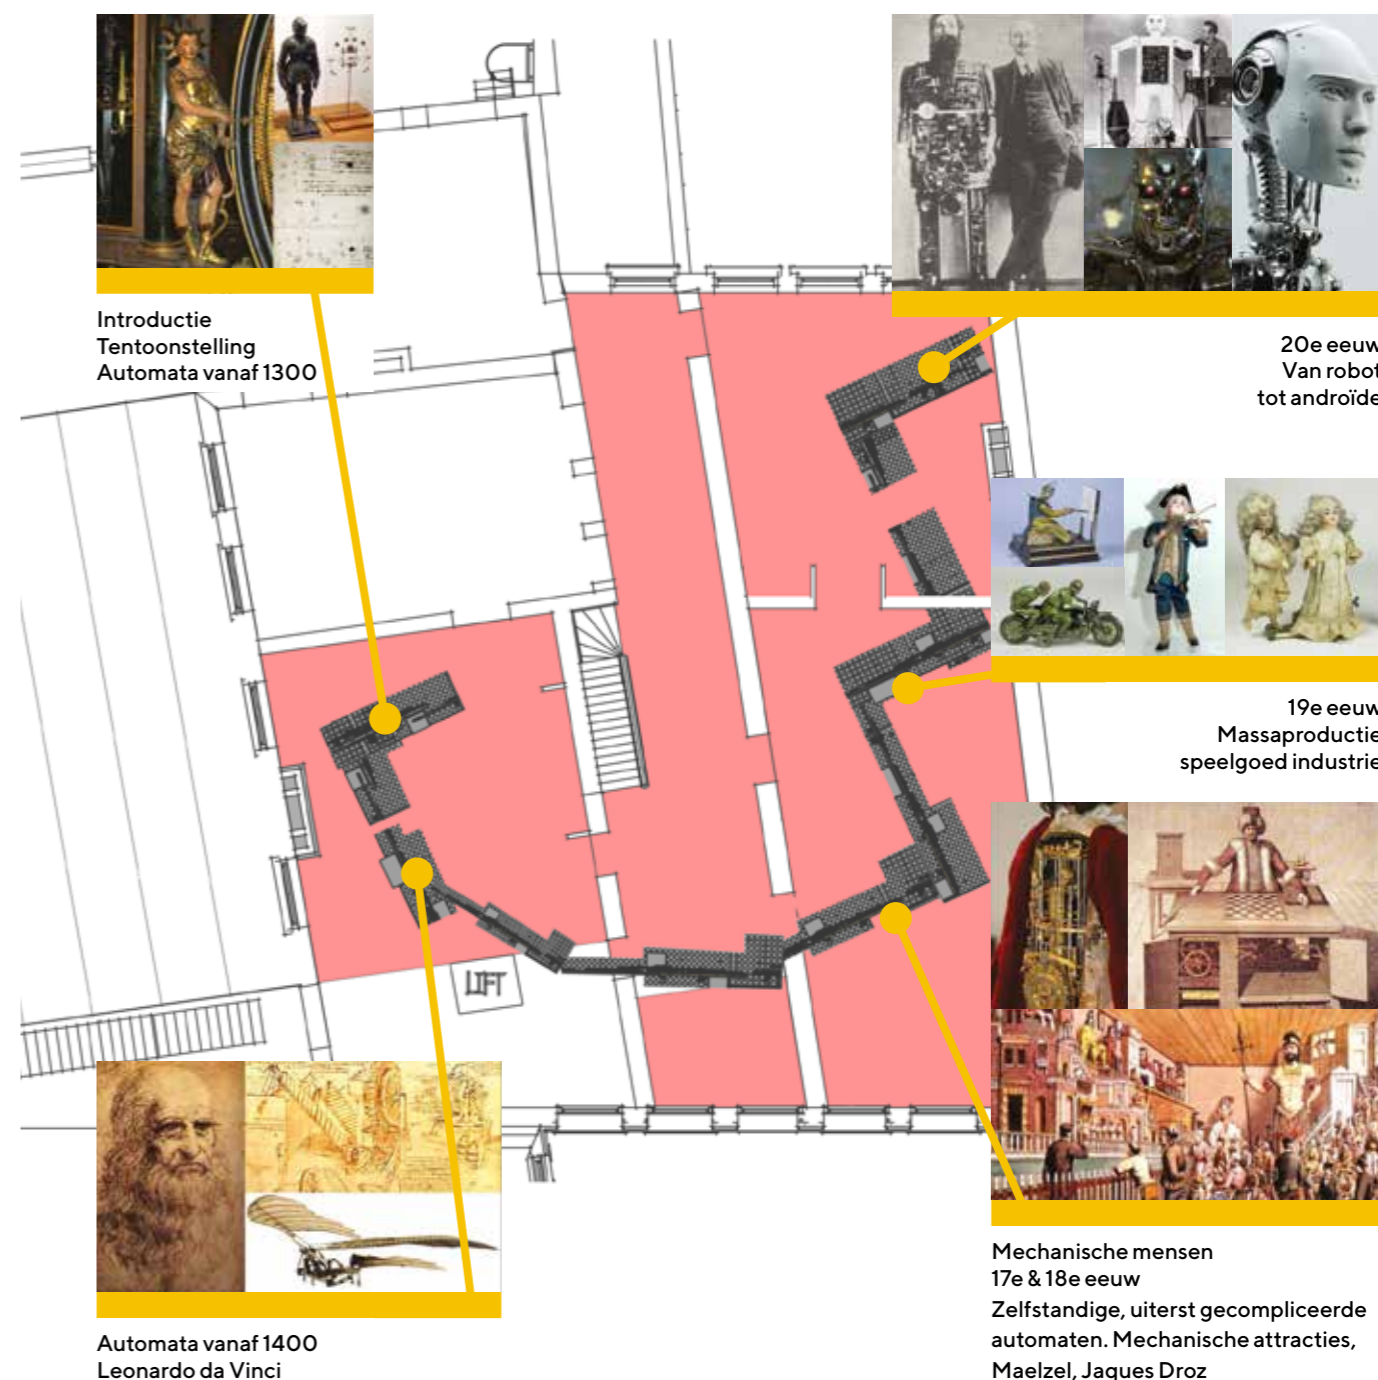 Introductie
Tentoonstelling
Automata vanaf 1300
20e eeuw
Van robot
tot androïde
19e eeuw
Massaproductie
speelgoed industrie
LIFT
Mechanische mensen
17e & 18e eeuw
Zelfstandige, uiterst gecompliceerde
automaten. Mechanische attracties,
Maelzel, Jaques Droz
Automata vanaf 1400
Leonardo da Vinci